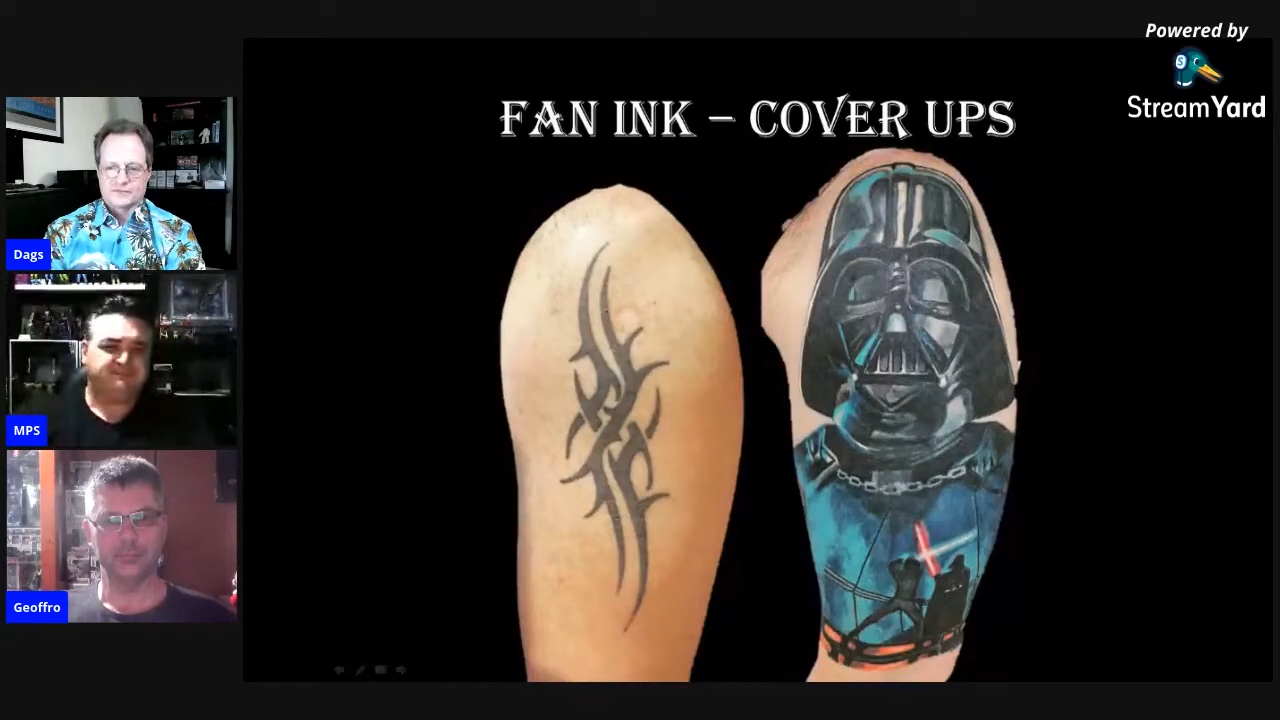 Powered by
StreamYard
FAN INK – COVER UPS
Dags
MPS
Geoffro